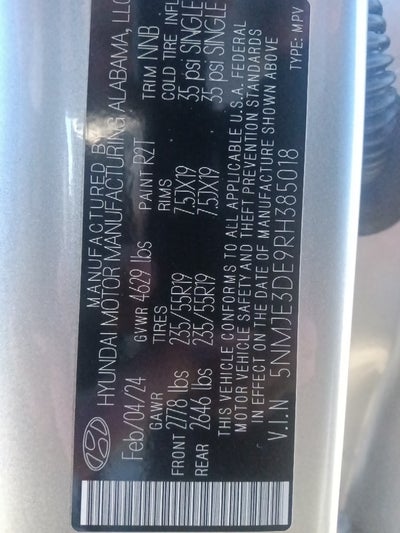 MANUFACTURED BY
HYUNDAI MOTOR MANUFACTURING ALABAMA, LLC
Feb/04/24 GVWR 4629 lbs PAINT R2T TRIM NNB
GAWR TIRES RIMS COLD TIRE INFL
FRONT 2778 lbs 235/55R19 7.5JX19 35 psi SINGLE
REAR 2646 lbs 235/55R19 7.5JX19 35 psi SINGLE
THIS VEHICLE CONFORMS TO ALL APPLICABLE U.S.A. FEDERAL
MOTOR VEHICLE SAFETY AND THEFT PREVENTION STANDARDS
IN EFFECT ON THE DATE OF MANUFACTURE SHOWN ABOVE
V.I.N 5NMJE3DE9RH385018 TYPE: MPV